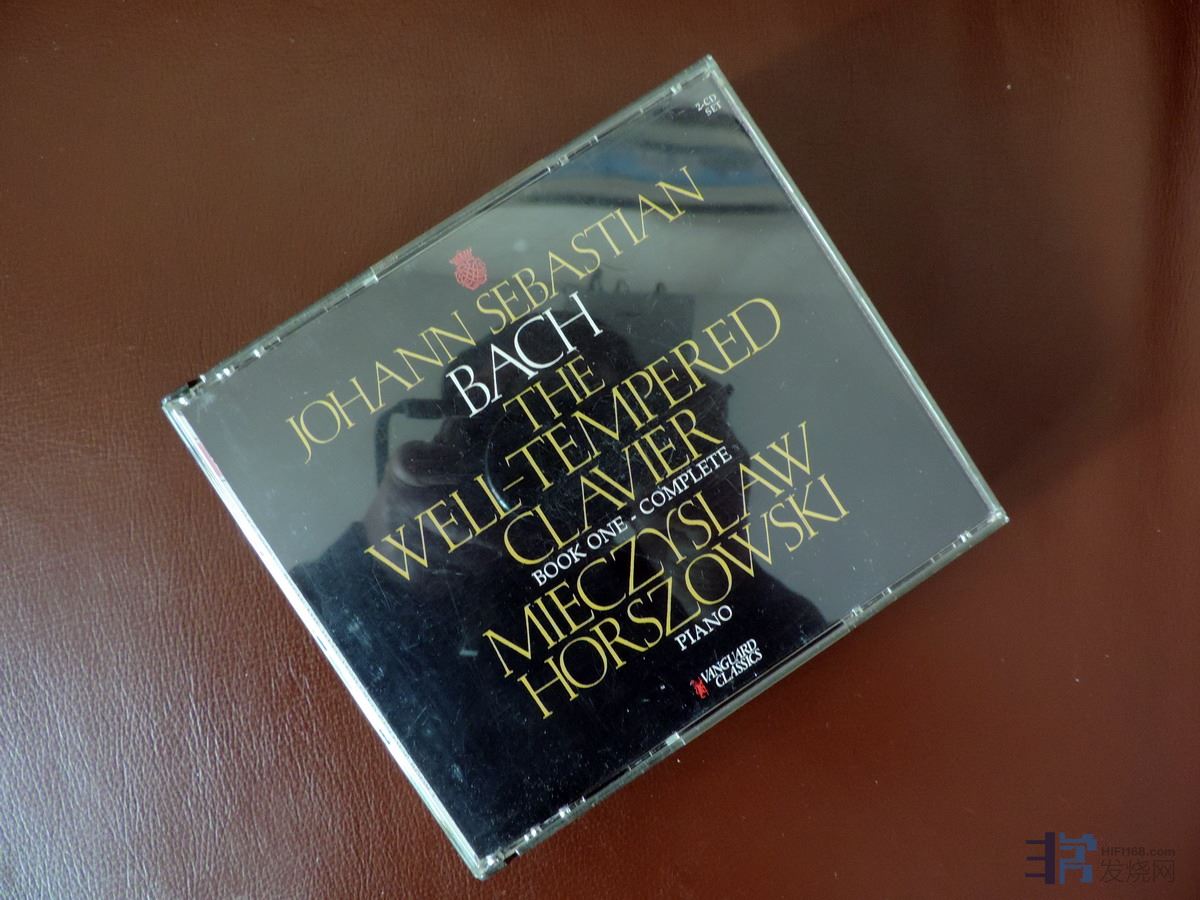 2-CD
SET
JOHANN SEBASTIAN
BACH
THE
WELL-TEMPERED
CLAVIER
BOOK ONE - COMPLETE
MIECZYSLAW
HORSZOWSKI
PIANO
VANGUARD
CLASSICS
HIFI168.com
发烧网